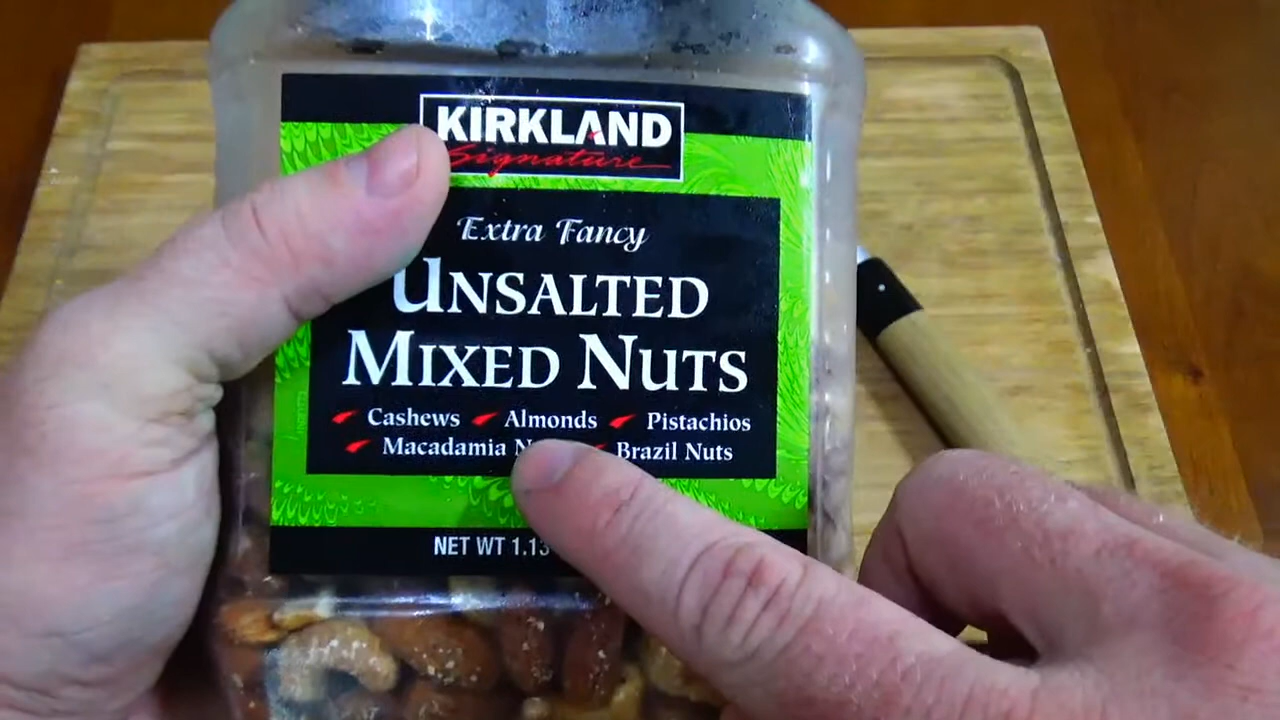 KIRKLAND
Signature
Extra Fancy
UNSALTED
MIXED NUTS
Cashews Almonds Pistachios
Macadamia Brazil Nuts
NET WT 1.13